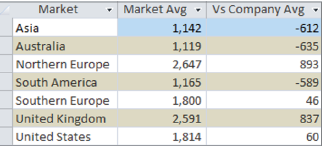 Market Market Avg Vs Company Avg
Asia 1,142 -612
Australia 1,119 -635
Northern Europe 2,647 893
South America 1,165 -589
Southern Europe 1,800 46
United Kingdom 2,591 837
United States 1,814 60